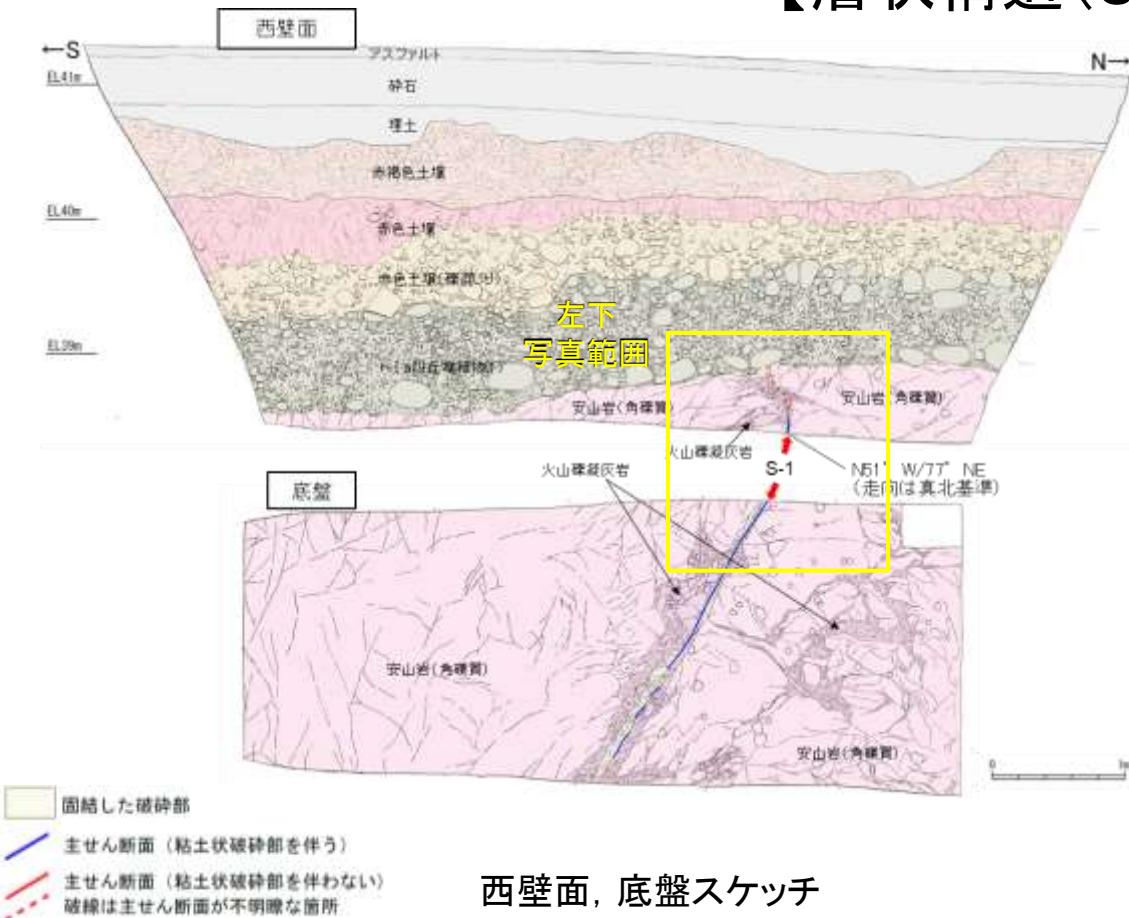 西壁面
←S
N→
アスファルト
EL41m
砕石
埋土
赤褐色土壌
EL40m
赤色土壌
赤色土壌(礫混じり)
左下
写真範囲
EL39m
安山岩(角礫質)
安山岩(角礫質)
火山礫凝灰岩
火山礫凝灰岩
S-1
N51°W/77°NE
(走向は真北基準)
底盤
安山岩(角礫質)
安山岩(角礫質)
0
1m
固結した破砕部
主せん断面(粘土状破砕部を伴う)
主せん断面(粘土状破砕部を伴わない)
破線は主せん断面が不明瞭な箇所
西壁面,底盤スケッチ